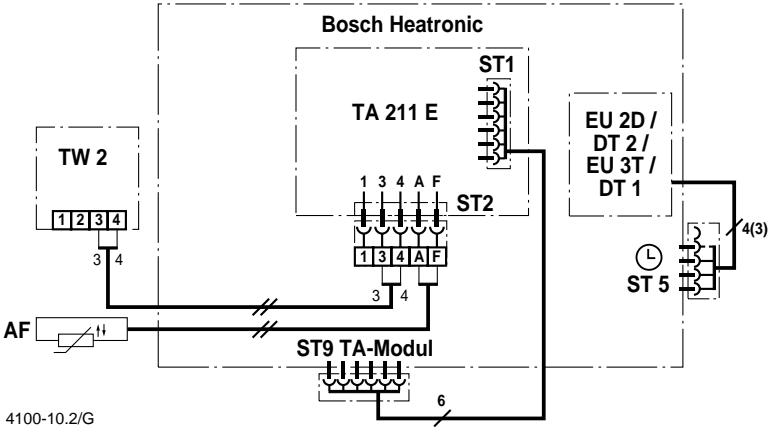 Bosch Heatronic
ST1
TA 211 E
EU 2D /
DT 2 /
EU 3T /
DT 1
TW 2
1 3 4 A F
ST2
1 2 3 4
4(3)
1 3 4 A F
3 4
ST 5
3 4
AF
ST9 TA-Modul
6
4100-10.2/G